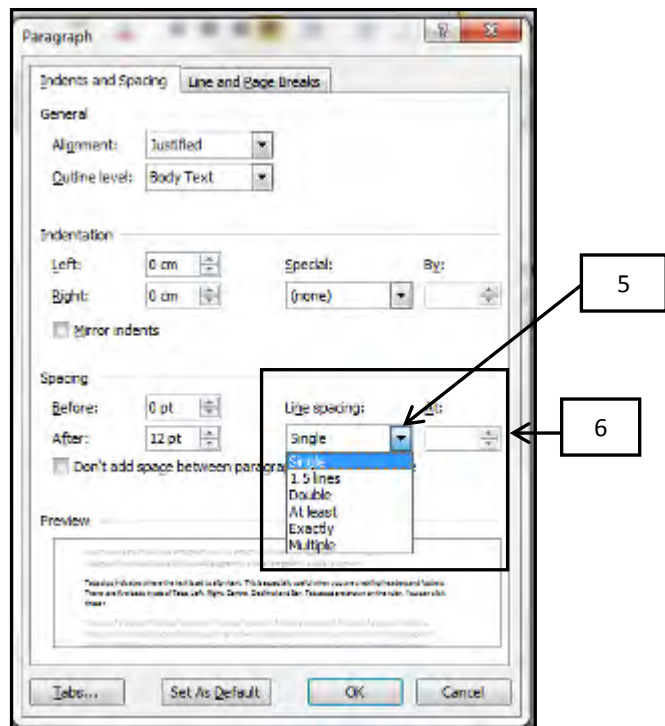 Paragraph
Indents and Spacing Line and Page Breaks
General
Alignment: Justified
Outline level: Body Text
Indentation
Left: 0 cm Special: By:
Right: 0 cm (none)
Mirror indents
5
Spacing
Before: 0 pt Line spacing: At:
6
After: 12 pt Single
Don't add space between
Single
1.5 lines
Double
At least
Exactly
Multiple
Preview
Tabs... Set As Default OK Cancel